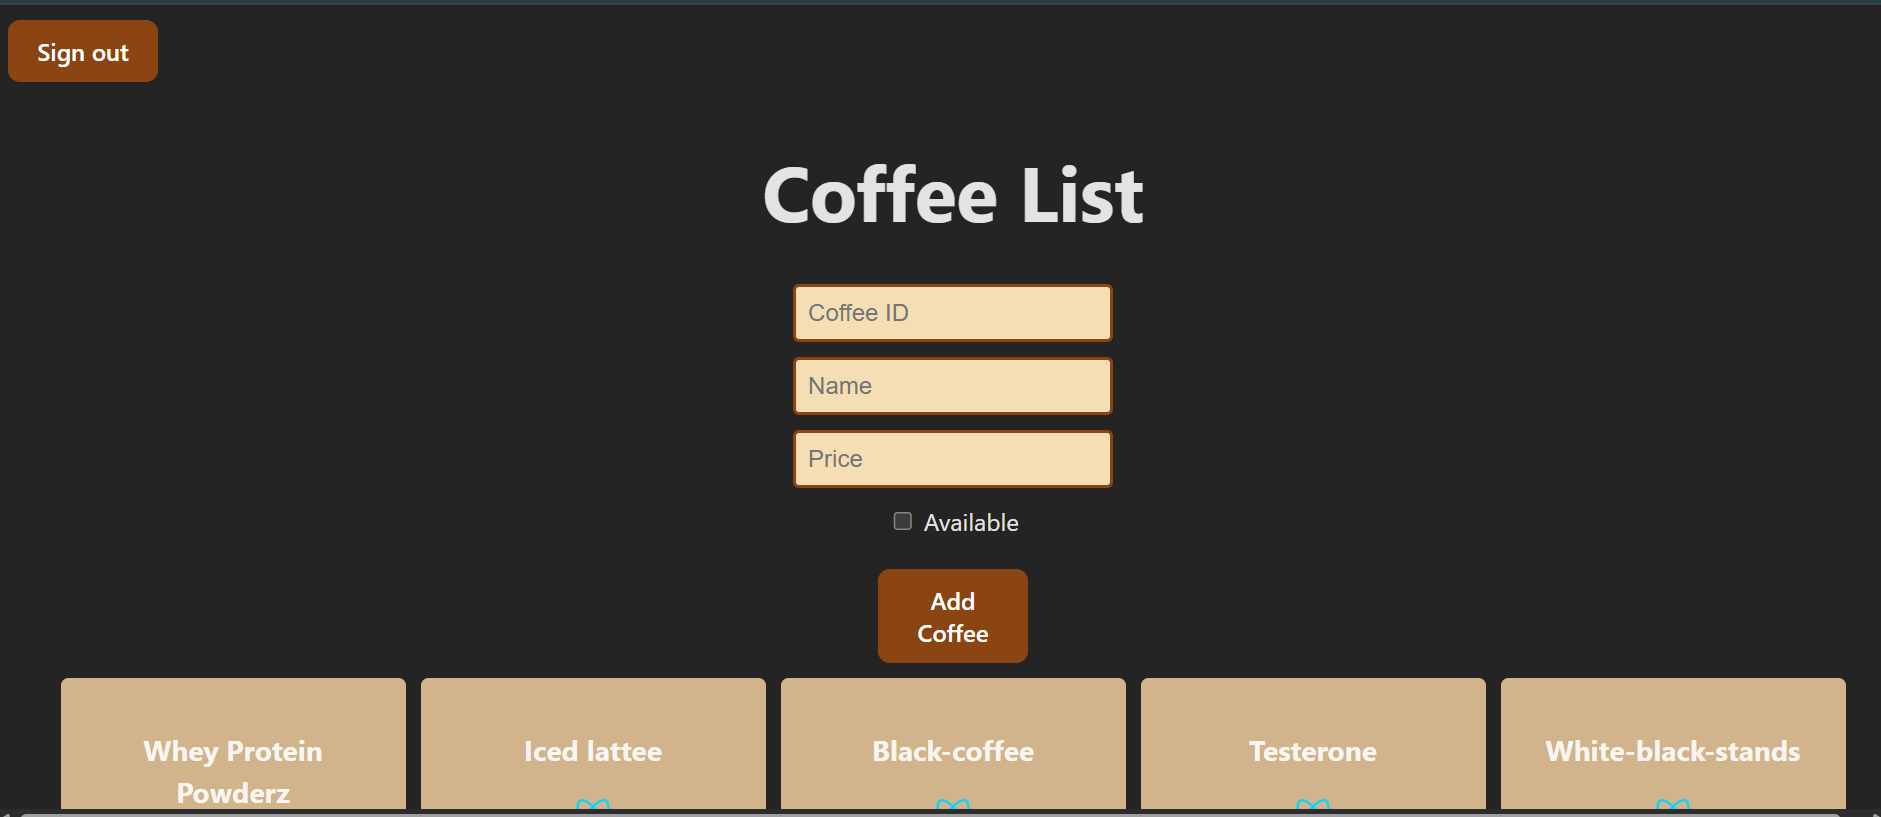 Sign out
Coffee List
Coffee ID
Name
Price
Available
Add
Coffee
Whey Protein
Powderz
Iced lattee
Black-coffee
Testerone
White-black-stands